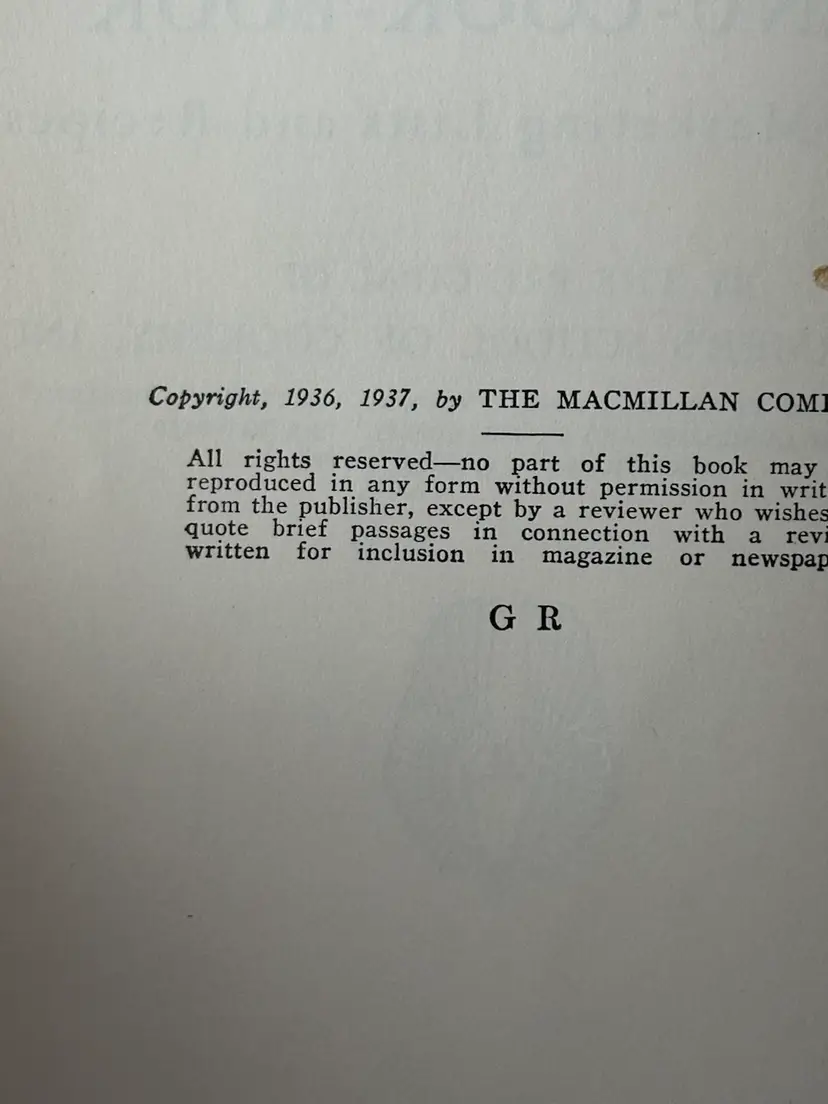 Copyright, 1936, 1937, by THE MACMILLAN COM
All rights reserved—no part of this book may
reproduced in any form without permission in writ
from the publisher, except by a reviewer who wishes
quote brief passages in connection with a revi
written for inclusion in magazine or newspap
G R